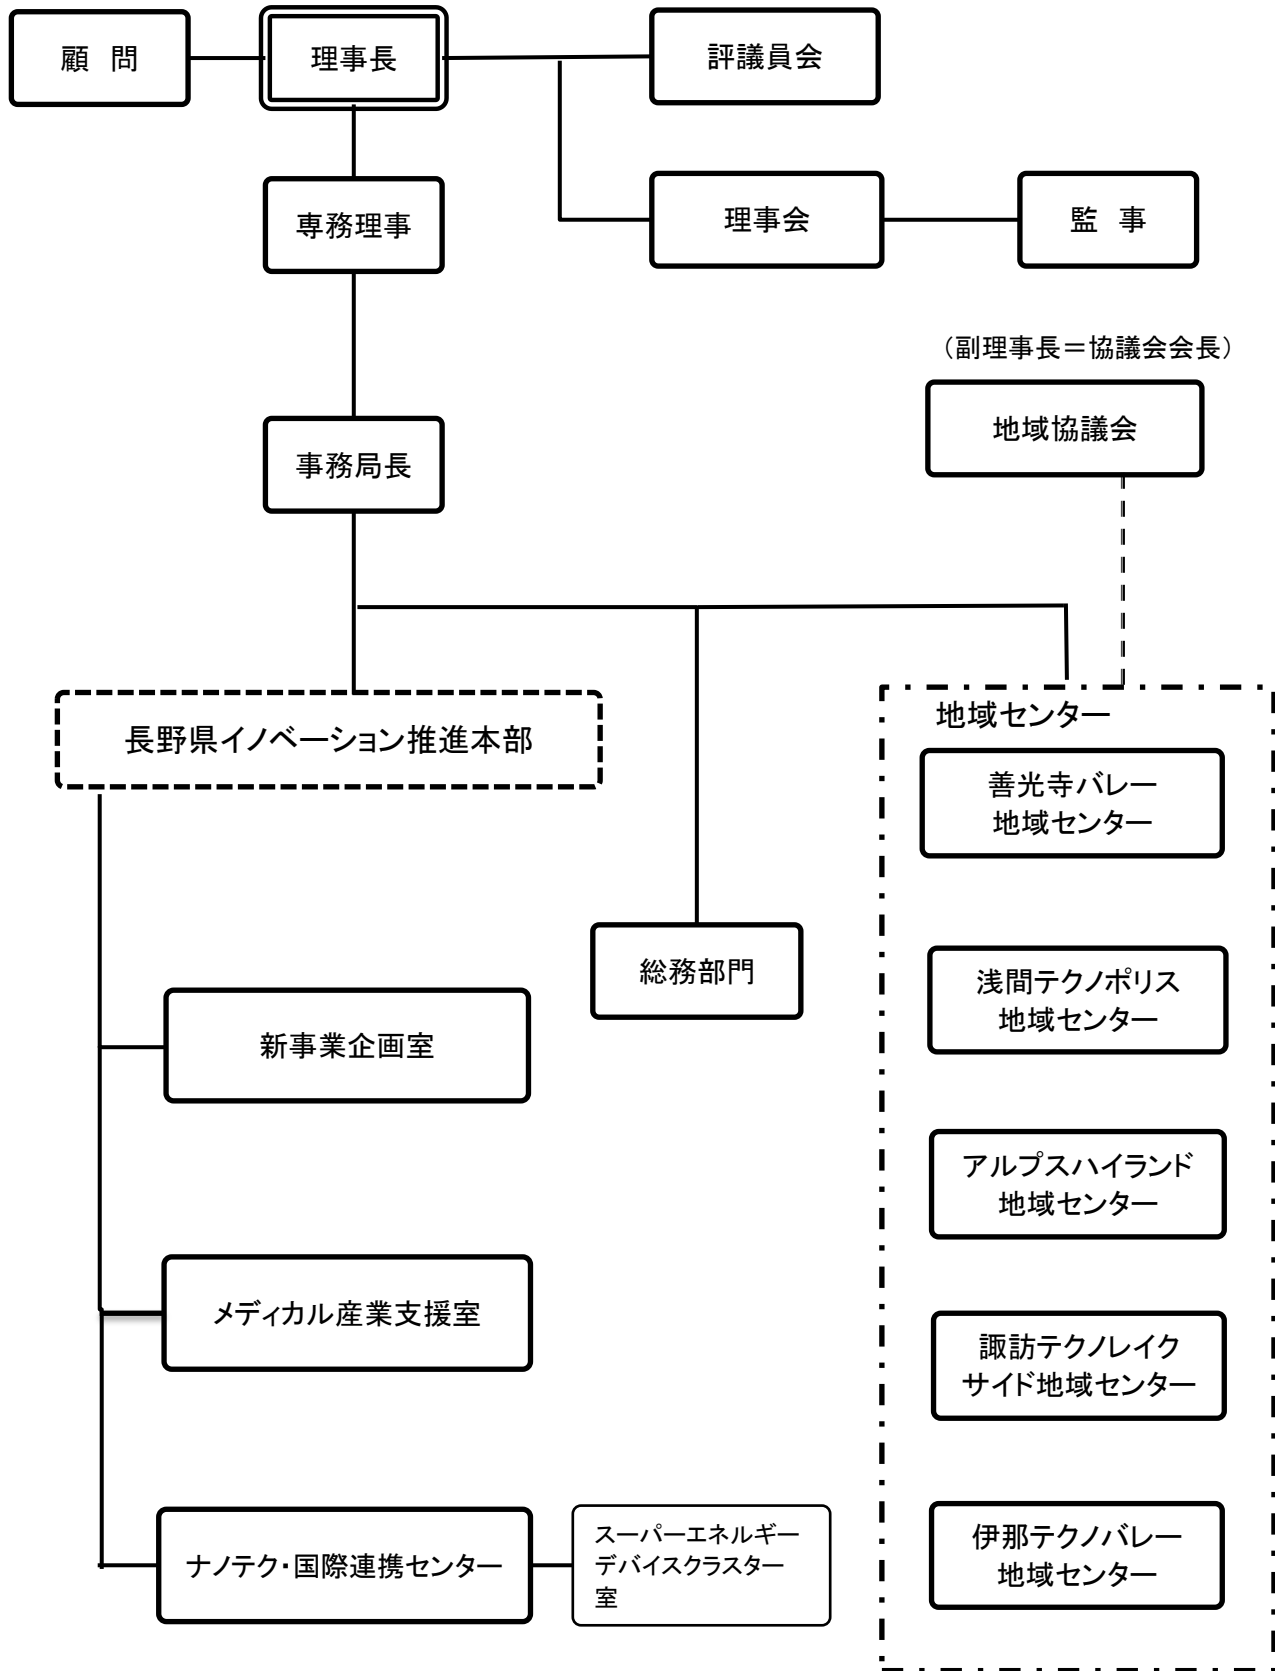 顧　問
理事長
評議員会
専務理事
理事会
監　事
（副理事長＝協議会会長）
地域協議会
事務局長
長野県イノベーション推進本部
地域センター
善光寺バレー
地域センター
総務部門
浅間テクノポリス
地域センター
新事業企画室
アルプスハイランド
地域センター
メディカル産業支援室
諏訪テクノレイク
サイド地域センター
ナノテク・国際連携センター
スーパーエネルギー
デバイスクラスター
室
伊那テクノバレー
地域センター